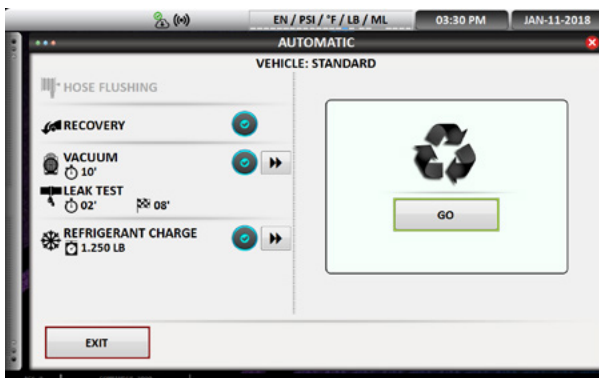 EN / PSI / °F / LB / ML 03:30 PM JAN-11-2018
AUTOMATIC
VEHICLE: STANDARD
HOSE FLUSHING
RECOVERY
VACUUM
10'
LEAK TEST
02' 08'
REFRIGERANT CHARGE
1.250 LB
GO
EXIT